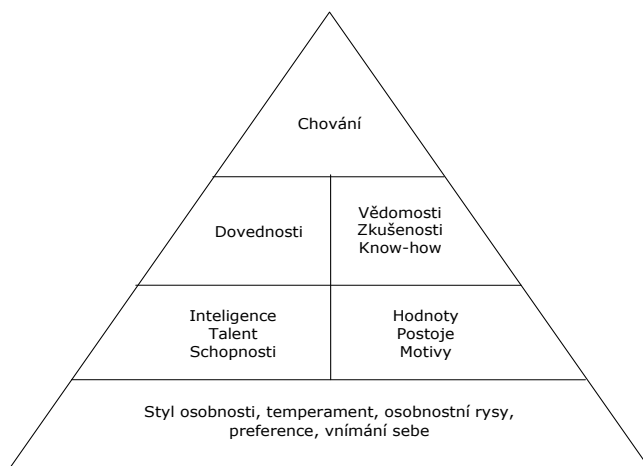 Chování
Dovednosti
Vědomosti
Zkušenosti
Know-how
Inteligence
Talent
Schopnosti
Hodnoty
Postoje
Motivy
Styl osobnosti, temperament, osobnostní rysy,
preference, vnímání sebe